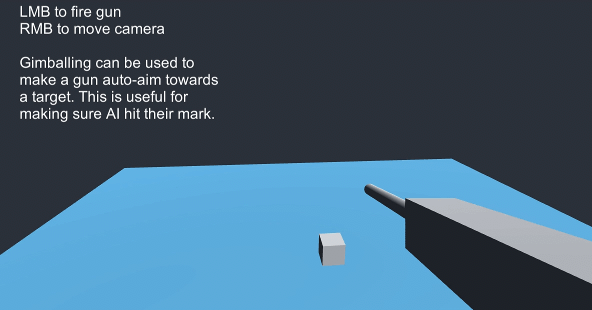 LMB to fire gun
RMB to move camera
Gimballing can be used to
make a gun auto-aim towards
a target. This is useful for
making sure AI hit their mark.